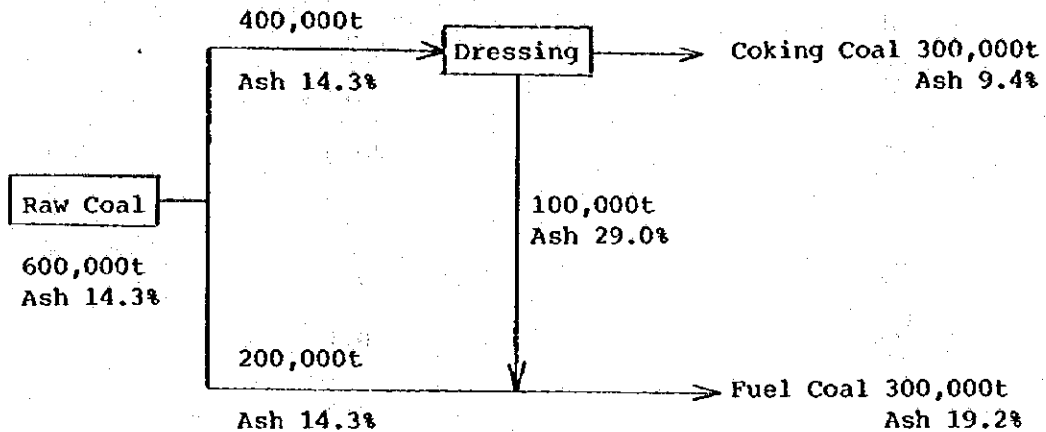 400,000t
Ash 14.3%
Dressing
Coking Coal 300,000t
Ash 9.4%
Raw Coal
600,000t
Ash 14.3%
100,000t
Ash 29.0%
200,000t
Ash 14.3%
Fuel Coal 300,000t
Ash 19.2%